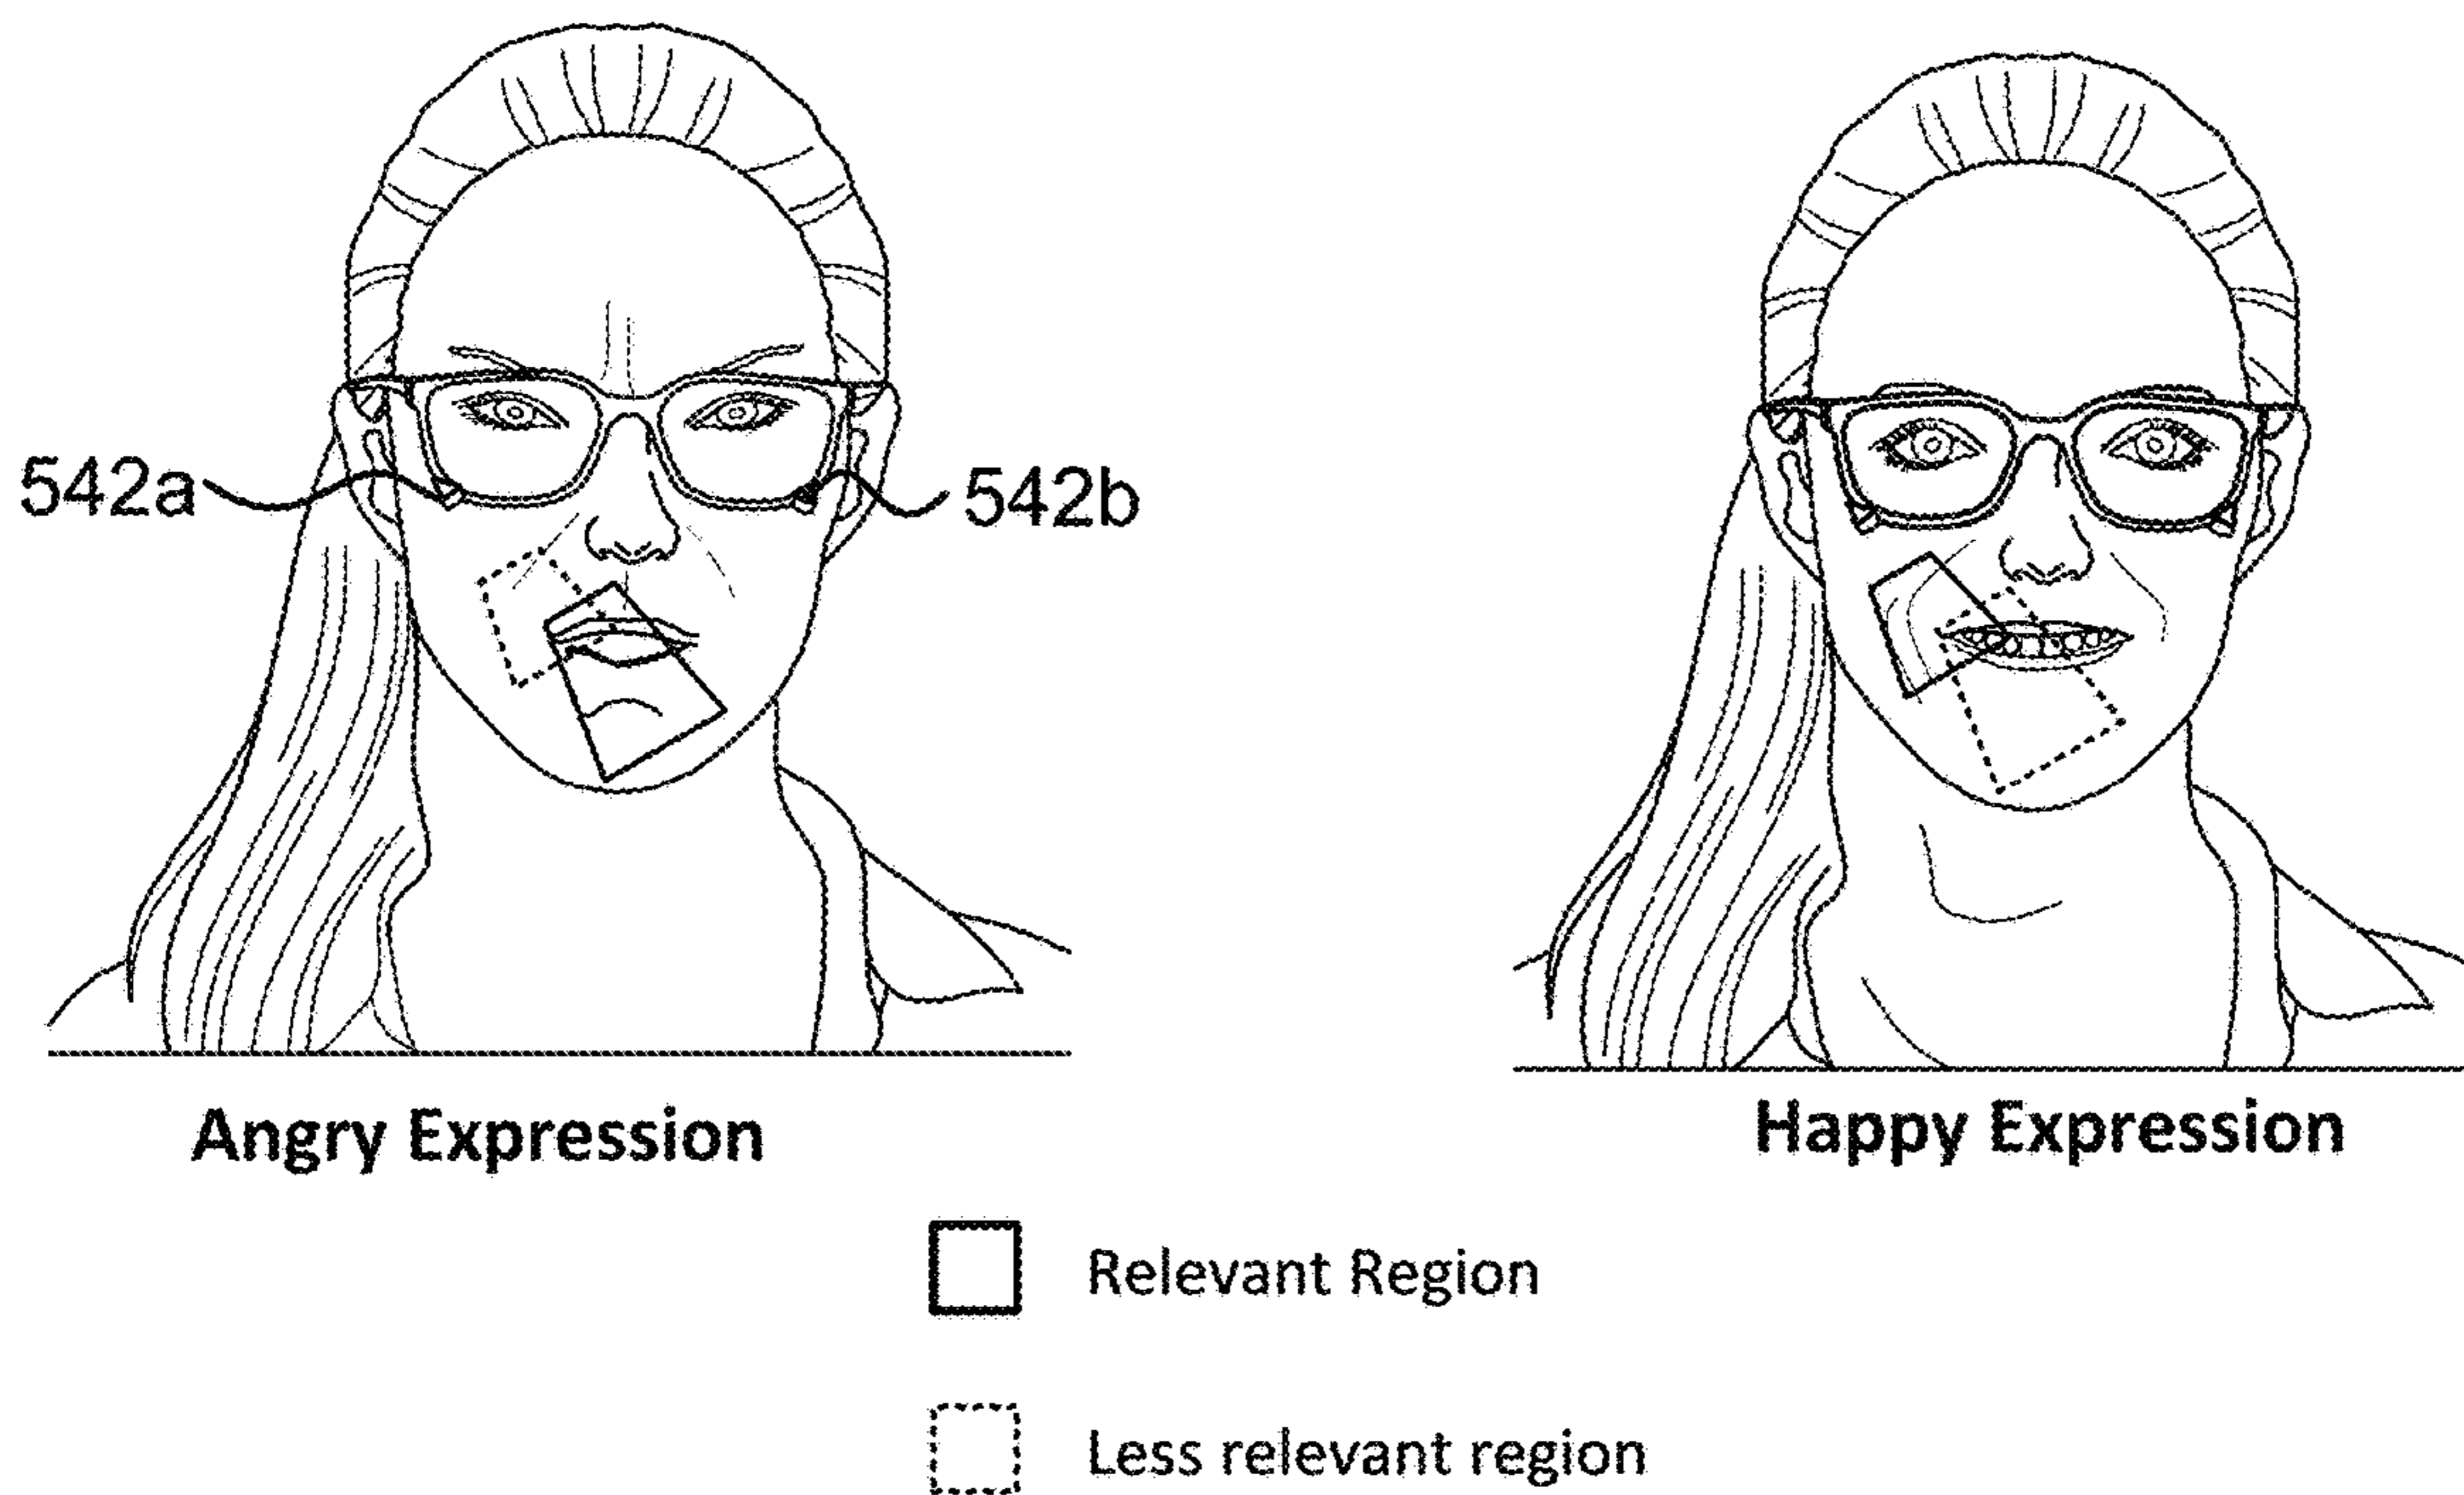 542a
542b
Angry Expression
Happy Expression
Relevant Region
Less relevant region